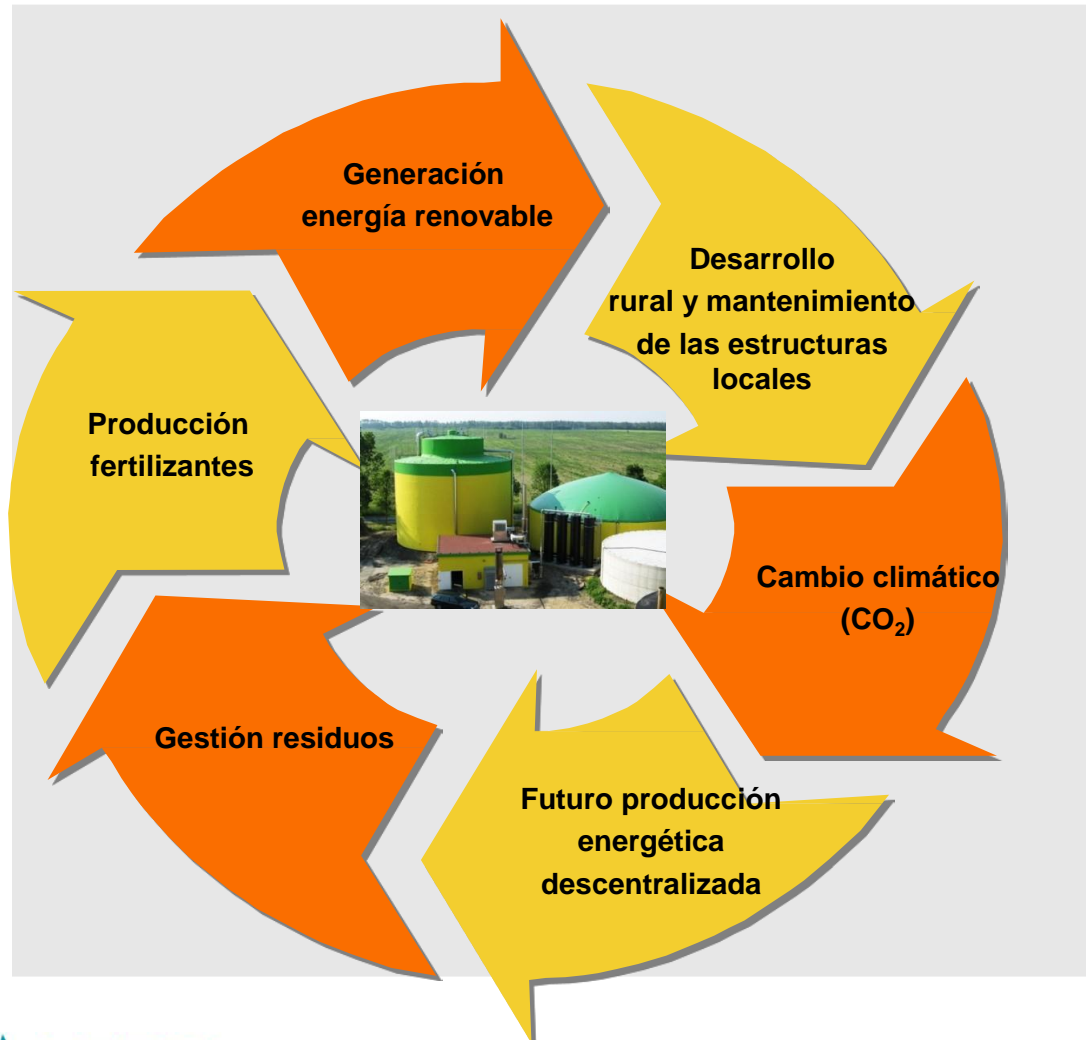 Generación
energía renovable
Desarrollo
rural y mantenimiento
de las estructuras
locales
Cambio climático
(CO₂)
Futuro producción
energética
descentralizada
Gestión residuos
Producción
fertilizantes